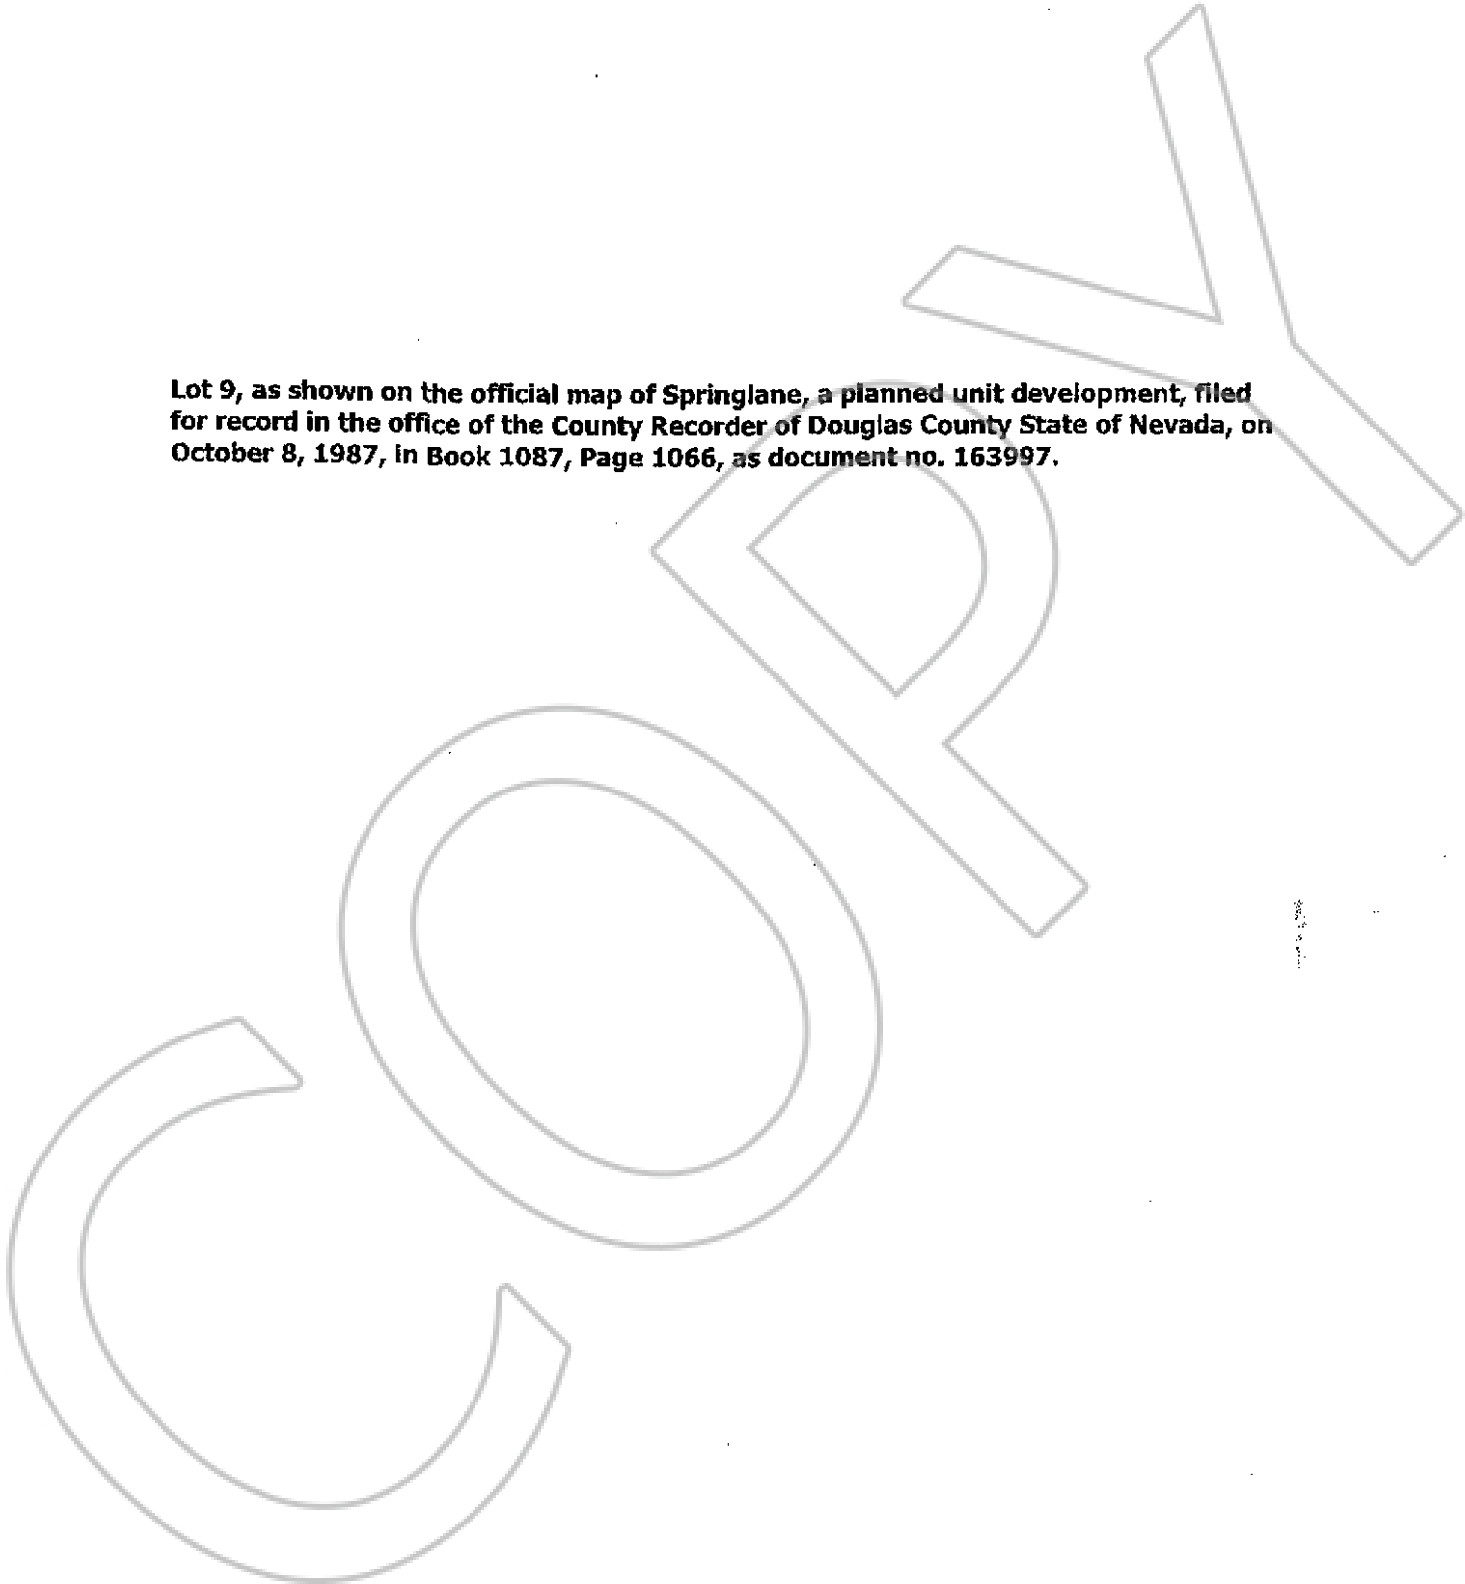 Lot 9, as shown on the official map of Springlane, a planned unit development, filed
for record in the office of the County Recorder of Douglas County State of Nevada, on
October 8, 1987, in Book 1087, Page 1066, as document no. 163997.
COPY